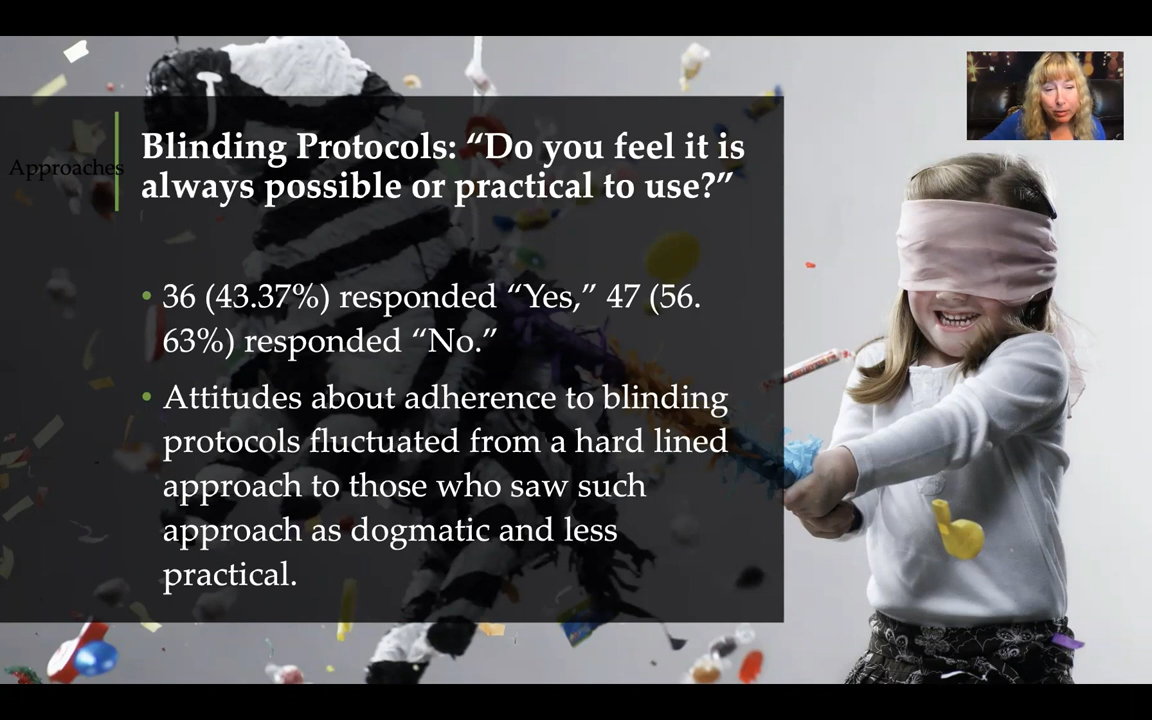 Approaches
Blinding Protocols: “Do you feel it is
always possible or practical to use?”
• 36 (43.37%) responded “Yes,” 47 (56.
63%) responded “No.”
• Attitudes about adherence to blinding
protocols fluctuated from a hard lined
approach to those who saw such
approach as dogmatic and less
practical.